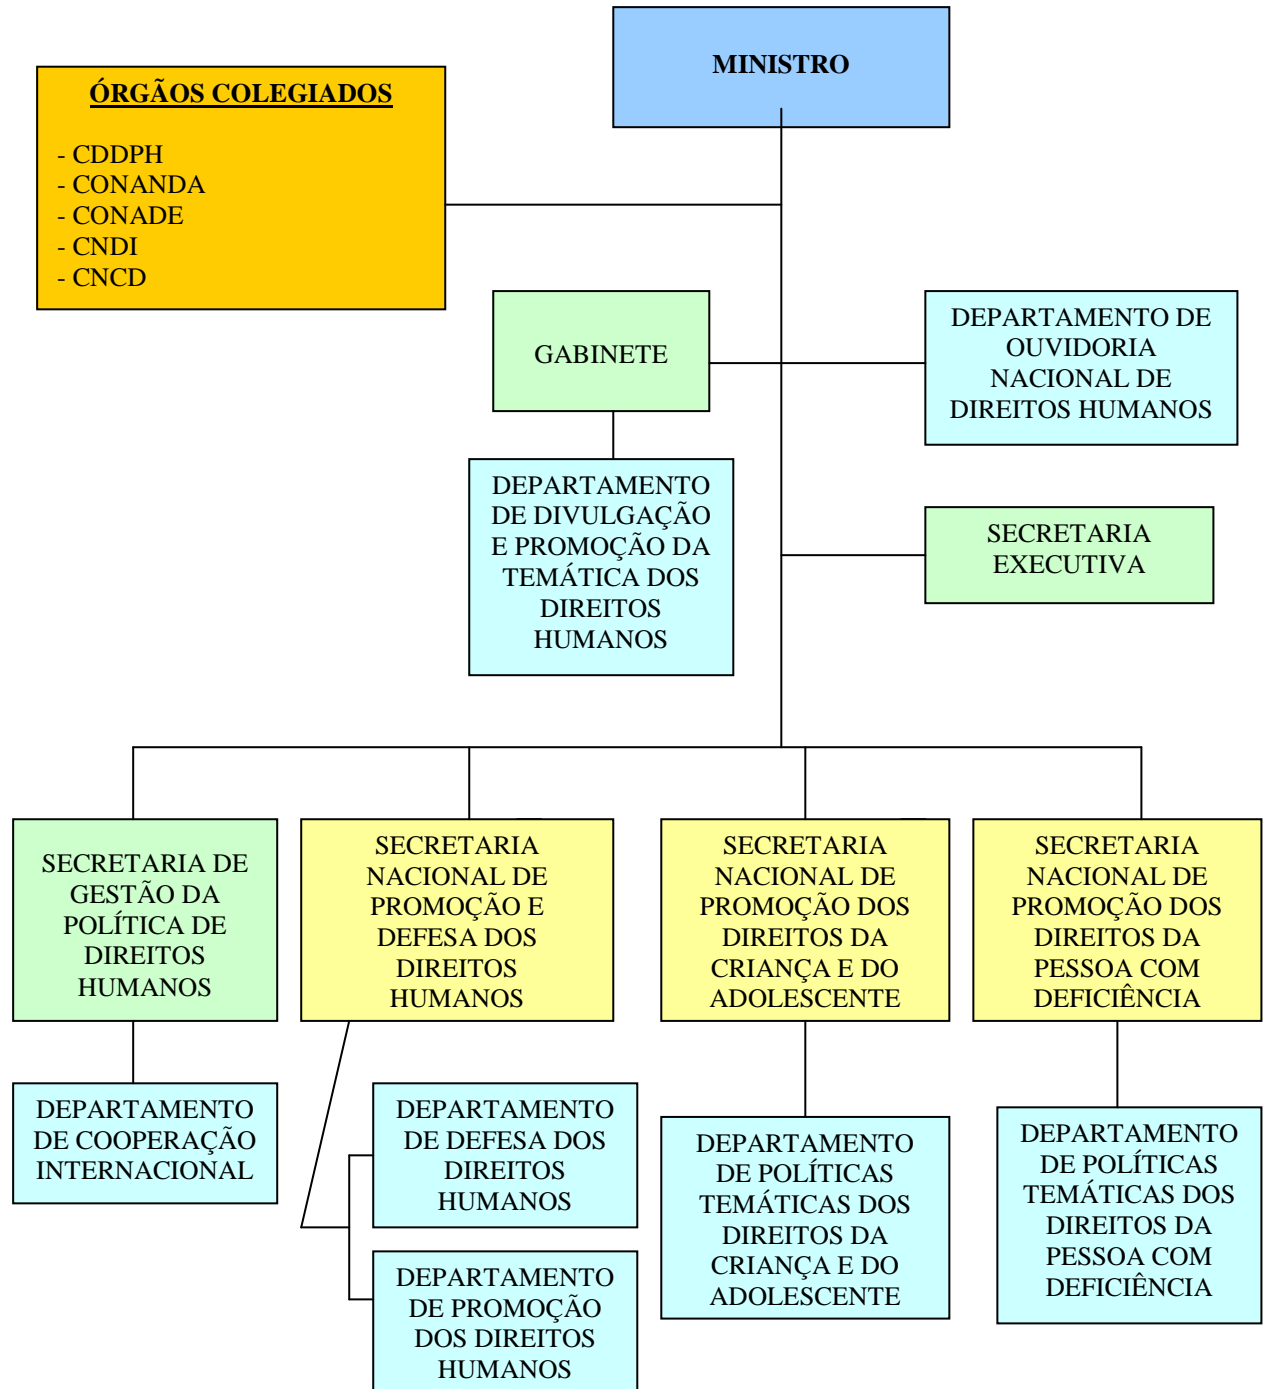 MINISTRO
ÓRGÃOS COLEGIADOS
- CDDPH
- CONANDA
- CONADE
- CNDI
- CNCD
GABINETE
DEPARTAMENTO DE
OUVIDORIA
NACIONAL DE
DIREITOS HUMANOS
DEPARTAMENTO
DE DIVULGAÇÃO
E PROMOÇÃO DA
TEMÁTICA DOS
DIREITOS
HUMANOS
SECRETARIA
EXECUTIVA
SECRETARIA DE
GESTÃO DA
POLÍTICA DE
DIREITOS
HUMANOS
SECRETARIA
NACIONAL DE
PROMOÇÃO E
DEFESA DOS
DIREITOS
HUMANOS
SECRETARIA
NACIONAL DE
PROMOÇÃO DOS
DIREITOS DA
CRIANÇA E DO
ADOLESCENTE
SECRETARIA
NACIONAL DE
PROMOÇÃO DOS
DIREITOS DA
PESSOA COM
DEFICIÊNCIA
DEPARTAMENTO
DE COOPERAÇÃO
INTERNACIONAL
DEPARTAMENTO
DE DEFESA DOS
DIREITOS
HUMANOS
DEPARTAMENTO
DE PROMOÇÃO
DOS DIREITOS
HUMANOS
DEPARTAMENTO
DE POLÍTICAS
TEMÁTICAS DOS
DIREITOS DA
CRIANÇA E DO
ADOLESCENTE
DEPARTAMENTO
DE POLÍTICAS
TEMÁTICAS DOS
DIREITOS DA
PESSOA COM
DEFICIÊNCIA